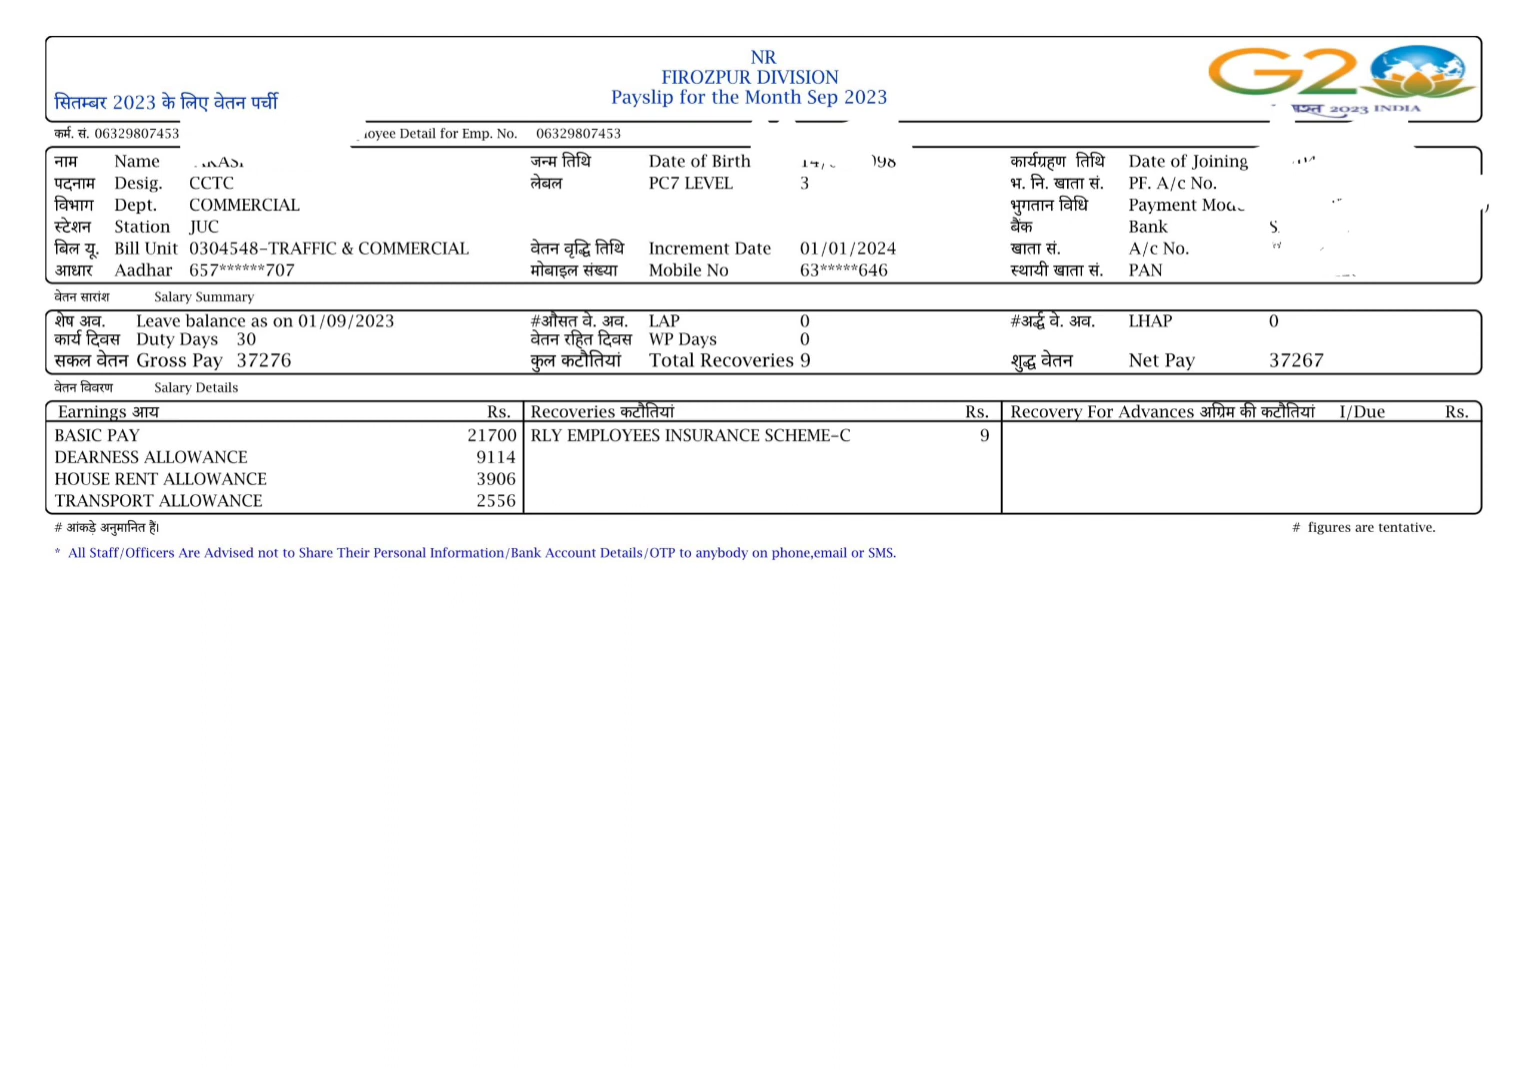 NR
FIROZPUR DIVISION
सितम्बर 2023 के लिए वेतन पर्ची Payslip for the Month Sep 2023
G20
2023 INDIA
कर्म. सं. 06329807453 Detail for Emp. No. 06329807453
नाम Name जन्म तिथि Date of Birth कार्यग्रहण तिथि Date of Joining
पदनाम Desig. CCTC लेबल PC7 LEVEL 3 भ. नि. खाता सं. PF. A/c No.
विभाग Dept. COMMERCIAL भुगतान विधि Payment
स्टेशन Station JUC बैंक Bank
बिल यू. Bill Unit 0304548-TRAFFIC & COMMERCIAL वेतन वृद्धि तिथि Increment Date 01/01/2024 खाता सं. A/c No.
आधार Aadhar 657******707 मोबाइल संख्या Mobile No 63*****646 स्थायी खाता सं. PAN
वेतन सारांश Salary Summary
शेष अव. Leave balance as on 01/09/2023 #औसत वे. अव. LAP 0 #अर्द्ध वे. अव. LHAP 0
कार्य दिवस Duty Days 30 वेतन रहित दिवस WP Days 0
सकल वेतन Gross Pay 37276 कुल कटौतियां Total Recoveries 9 शुद्ध वेतन Net Pay 37267
वेतन विवरण Salary Details
Earnings आय Rs. Recoveries कटौतियां Rs. Recovery For Advances अग्रिम की कटौतियां I/Due Rs.
BASIC PAY 21700 RLY EMPLOYEES INSURANCE SCHEME-C 9
DEARNESS ALLOWANCE 9114
HOUSE RENT ALLOWANCE 3906
TRANSPORT ALLOWANCE 2556
# आंकड़े अनुमानित हैं। # figures are tentative.
* All Staff/Officers Are Advised not to Share Their Personal Information/Bank Account Details/OTP to anybody on phone,email or SMS.